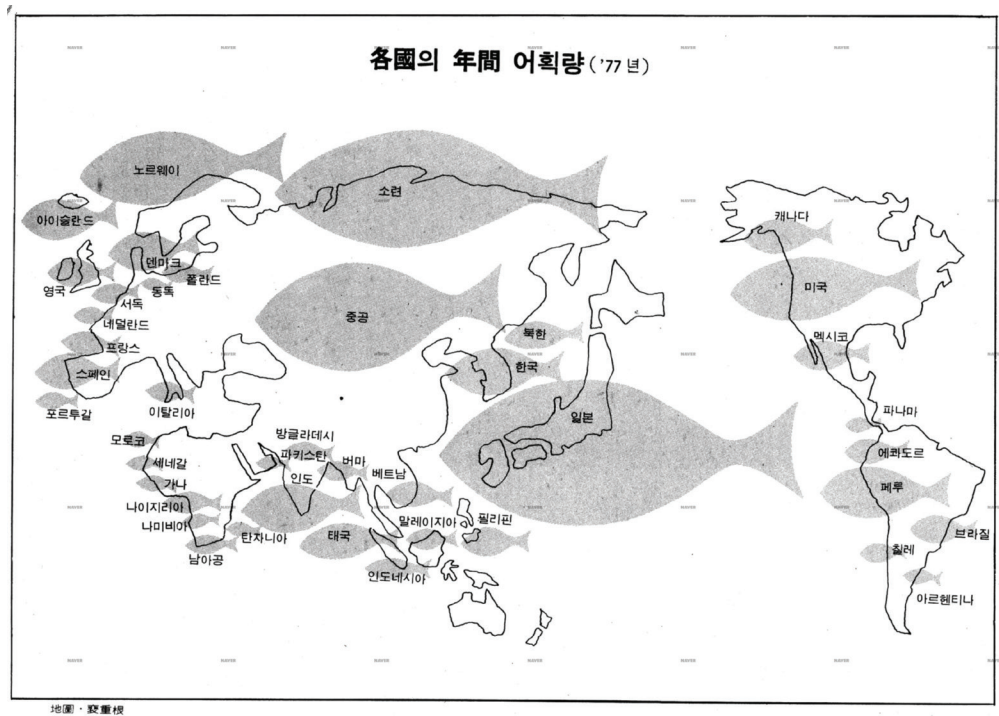 各國의 年間 어획량 ('77년)
노르웨이
소련
아이슬란드
캐나다
덴마크
폴란드
영국
동독
서독
미국
네덜란드
중공
프랑스
북한
멕시코
스페인
한국
포르투갈
이탈리아
일본
파나마
모로코
방글라데시
파키스탄
버마
에콰도르
세네갈
인도
베트남
가나
페루
나이지리아
말레이지아
필리핀
나미비아
탄자니아
태국
브라질
남아공
칠레
인도네시아
아르헨티나
地圖・裵重根
NAVER